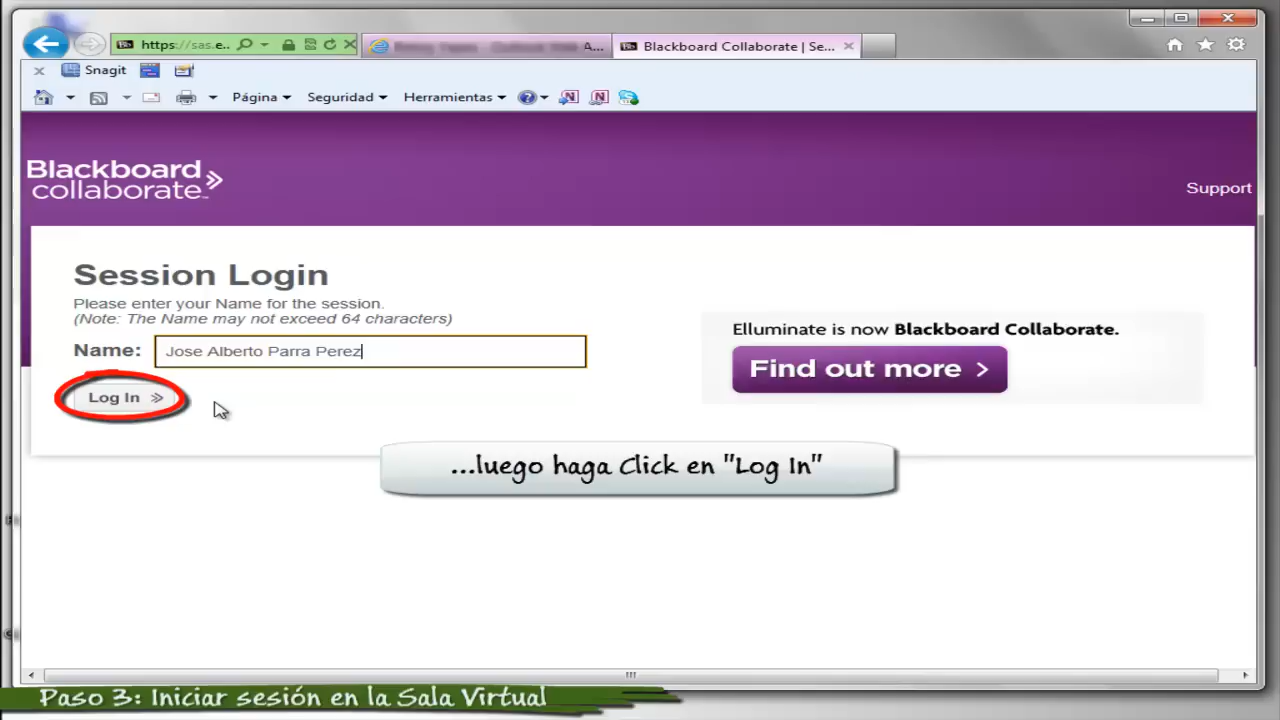 https://sas.e..
A...
Blackboard Collaborate | Se...
Snagit
Página
Seguridad
Herramientas
Blackboard
collaborate
Support
Session Login
Please enter your Name for the session.
(Note: The Name may not exceed 64 characters)
Name: Jose Alberto Parra Perez
Log In
Elluminate is now Blackboard Collaborate.
Find out more
...luego haga Click en "Log In"
Paso 3: Iniciar sesión en la Sala Virtual